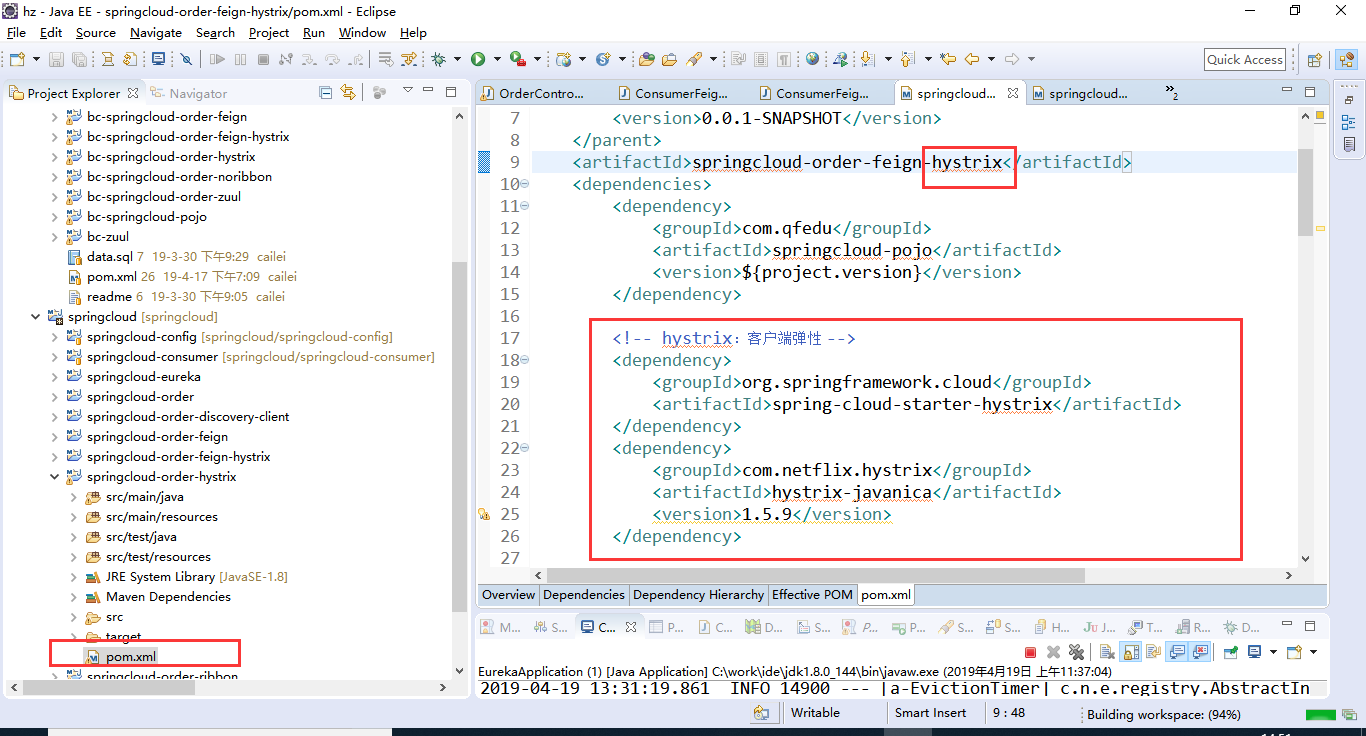 hz - Java EE - springcloud-order-feign-hystrix/pom.xml - Eclipse
File Edit Source Navigate Search Project Run Window Help
Quick Access
Project Explorer Navigator
bc-springcloud-order-feign
bc-springcloud-order-feign-hystrix
bc-springcloud-order-hystrix
bc-springcloud-order-noribbon
bc-springcloud-order-zuul
bc-springcloud-pojo
bc-zuul
data.sql 7 19-3-30 下午9:29 cailei
pom.xml 26 19-4-17 下午7:09 cailei
readme 6 19-3-30 下午9:05 cailei
springcloud [springcloud]
springcloud-config [springcloud/springcloud-config]
springcloud-consumer [springcloud/springcloud-consumer]
springcloud-eureka
springcloud-order
springcloud-order-discovery-client
springcloud-order-feign
springcloud-order-feign-hystrix
springcloud-order-hystrix
src/main/java
src/main/resources
src/test/java
src/test/resources
JRE System Library [JavaSE-1.8]
Maven Dependencies
src
target
pom.xml
springcloud-order-ribbon
OrderContro... ConsumerFeig... ConsumerFeig... springcloud... springcloud... »2
7 <version>0.0.1-SNAPSHOT</version>
8 </parent>
9 <artifactId>springcloud-order-feign-hystrix</artifactId>
10 <dependencies>
11 <dependency>
12 <groupId>com.qfedu</groupId>
13 <artifactId>springcloud-pojo</artifactId>
14 <version>${project.version}</version>
15 </dependency>
16
17 <!-- hystrix：客户端弹性 -->
18 <dependency>
19 <groupId>org.springframework.cloud</groupId>
20 <artifactId>spring-cloud-starter-hystrix</artifactId>
21 </dependency>
22 <dependency>
23 <groupId>com.netflix.hystrix</groupId>
24 <artifactId>hystrix-javanica</artifactId>
25 <version>1.5.9</version>
26 </dependency>
27
Overview Dependencies Dependency Hierarchy Effective POM pom.xml
M... S... C... P... C... D... S... P... P... S... S... H... J... T... R... D...
EurekaApplication (1) [Java Application] C:\work\ide\jdk1.8.0_144\bin\javaw.exe (2019年4月19日 上午11:37:04)
2019-04-19 13:31:19.861 INFO 14900 --- [a-EvictionTimer] c.n.e.registry.AbstractIn
Writable Smart Insert 9 : 48 Building workspace: (94%)